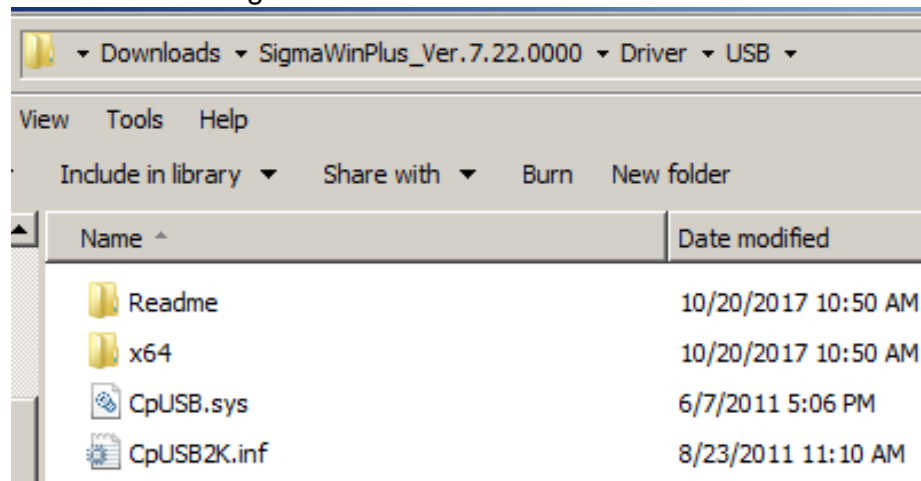 Downloads SigmaWinPlus_Ver.7.22.0000 Driver USB
View Tools Help
Include in library Share with Burn New folder
Name Date modified
Readme 10/20/2017 10:50 AM
x64 10/20/2017 10:50 AM
CpUSB.sys 6/7/2011 5:06 PM
CpUSB2K.inf 8/23/2011 11:10 AM